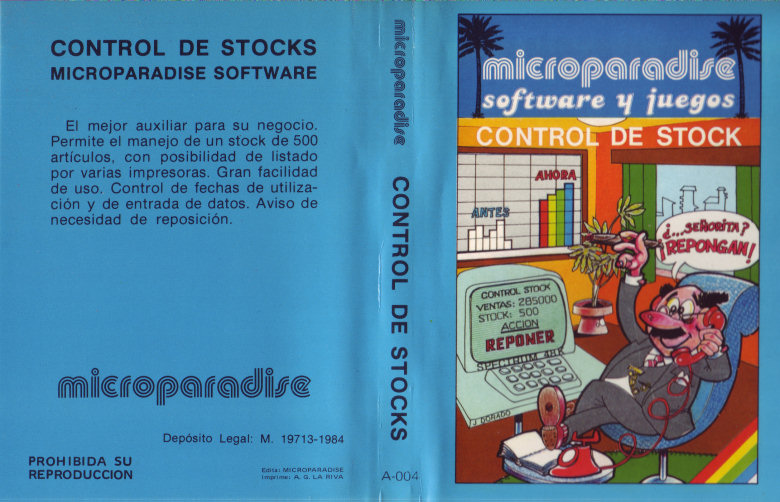 CONTROL DE STOCKS
MICROPARADISE SOFTWARE
El mejor auxiliar para su negocio.
Permite el manejo de un stock de 500
artículos, con posibilidad de listado
por varias impresoras. Gran facilidad
de uso. Control de fechas de utiliza-
ción y de entrada de datos. Aviso de
necesidad de reposición.
microparadise
Depósito Legal: M. 19713-1984
PROHIBIDA SU
REPRODUCCION
Edita: MICROPARADISE
Imprime: A. G. LA RIVA
microparadise
CONTROL DE STOCKS
A-004
microparadise
software y juegos
CONTROL DE STOCK
AHORA
ANTES
¿...SEÑORITA?
¡REPONGAN!
CONTROL STOCK
VENTAS: 285000
STOCK: 500
ACCION
REPONER
SPECTRUM 48K
J. DORADO